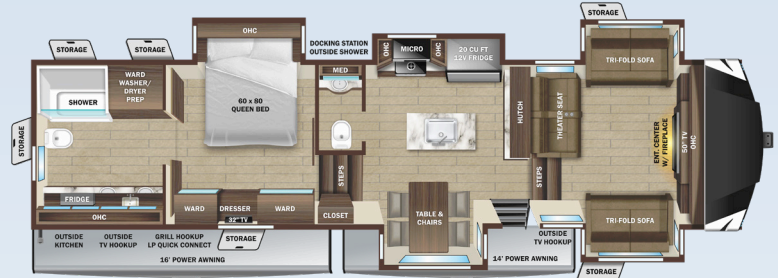 STORAGE
STORAGE
STORAGE
OHC
DOCKING STATION
OUTSIDE SHOWER
OHC
MICRO
OHC
20 CU FT
12V FRIDGE
TRI-FOLD SOFA
WARD
WASHER/
DRYER
PREP
MED
SHOWER
60 x 80
QUEEN BED
STORAGE
HUTCH
THEATER SEAT
ENT. CENTER
W/ FIREPLACE
50" TV
OHC
STEPS
STEPS
FRIDGE
OHC
WARD
DRESSER
32" TV
WARD
CLOSET
TABLE &
CHAIRS
TRI-FOLD SOFA
OUTSIDE
KITCHEN
OUTSIDE
TV HOOKUP
GRILL HOOKUP
LP QUICK CONNECT
STORAGE
OUTSIDE
TV HOOKUP
16' POWER AWNING
14' POWER AWNING
STORAGE